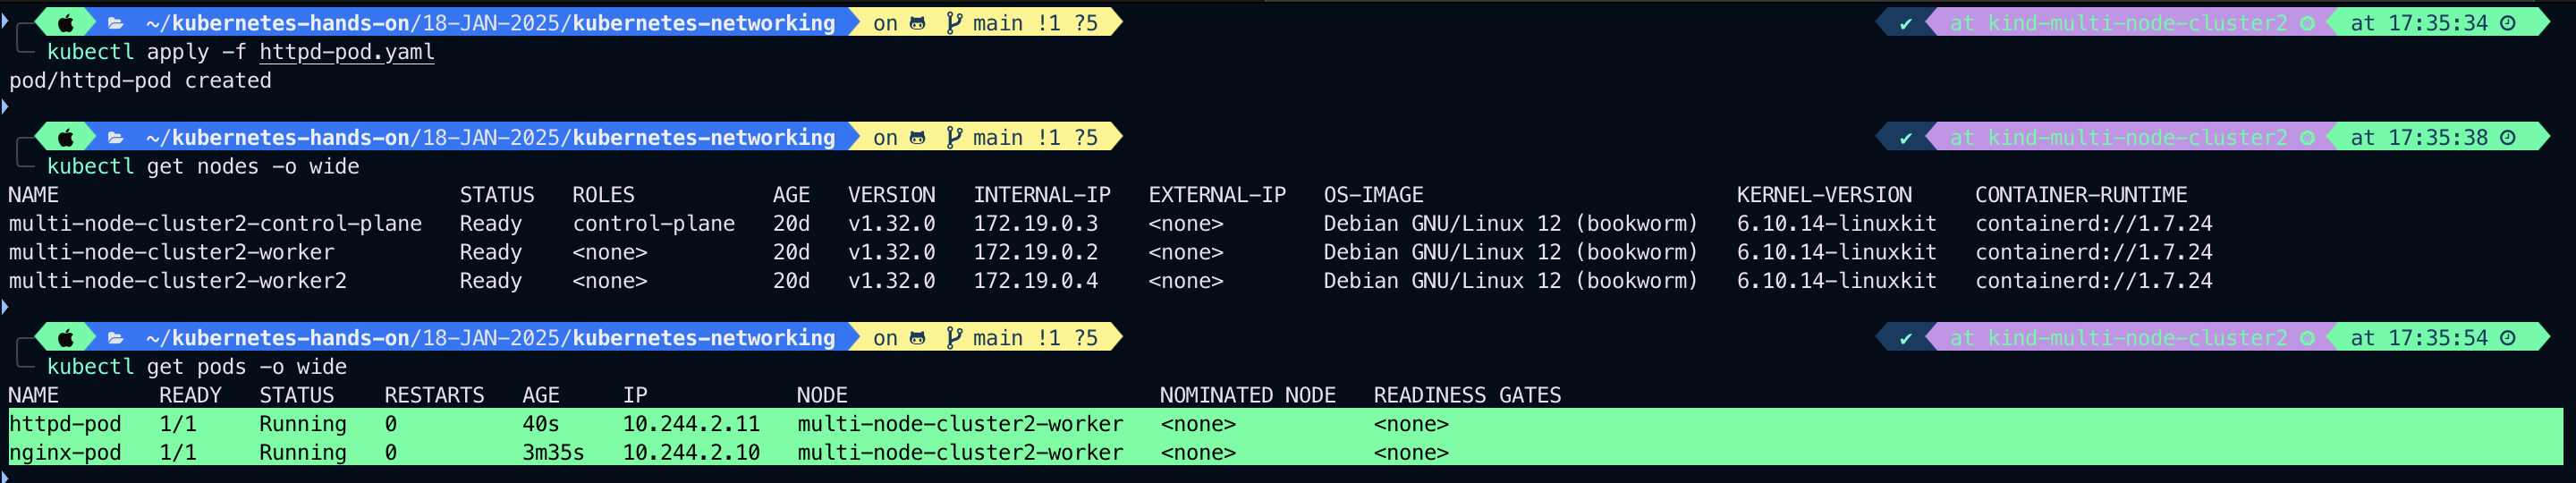 ~/kubernetes-hands-on/18-JAN-2025/kubernetes-networking on main !1 ?5 ✔ at kind-multi-node-cluster2 at 17:35:34
kubectl apply -f httpd-pod.yaml
pod/httpd-pod created
~/kubernetes-hands-on/18-JAN-2025/kubernetes-networking on main !1 ?5 ✔ at kind-multi-node-cluster2 at 17:35:38
kubectl get nodes -o wide
NAME STATUS ROLES AGE VERSION INTERNAL-IP EXTERNAL-IP OS-IMAGE KERNEL-VERSION CONTAINER-RUNTIME
multi-node-cluster2-control-plane Ready control-plane 20d v1.32.0 172.19.0.3 <none> Debian GNU/Linux 12 (bookworm) 6.10.14-linuxkit containerd://1.7.24
multi-node-cluster2-worker Ready <none> 20d v1.32.0 172.19.0.2 <none> Debian GNU/Linux 12 (bookworm) 6.10.14-linuxkit containerd://1.7.24
multi-node-cluster2-worker2 Ready <none> 20d v1.32.0 172.19.0.4 <none> Debian GNU/Linux 12 (bookworm) 6.10.14-linuxkit containerd://1.7.24
~/kubernetes-hands-on/18-JAN-2025/kubernetes-networking on main !1 ?5 ✔ at kind-multi-node-cluster2 at 17:35:54
kubectl get pods -o wide
NAME READY STATUS RESTARTS AGE IP NODE NOMINATED NODE READINESS GATES
httpd-pod 1/1 Running 0 40s 10.244.2.11 multi-node-cluster2-worker <none> <none>
nginx-pod 1/1 Running 0 3m35s 10.244.2.10 multi-node-cluster2-worker <none> <none>